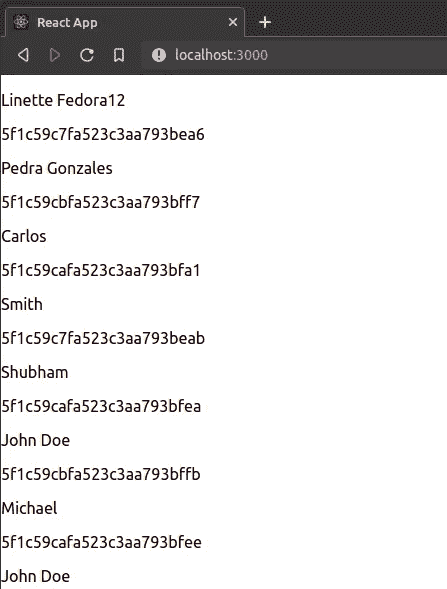 React App
localhost:3000
Linette Fedora12
5f1c59c7fa523c3aa793bea6
Pedra Gonzales
5f1c59cbfa523c3aa793bff7
Carlos
5f1c59cafa523c3aa793bfa1
Smith
5f1c59c7fa523c3aa793beab
Shubham
5f1c59cafa523c3aa793bfea
John Doe
5f1c59cbfa523c3aa793bffb
Michael
5f1c59cafa523c3aa793bfee
John Doe